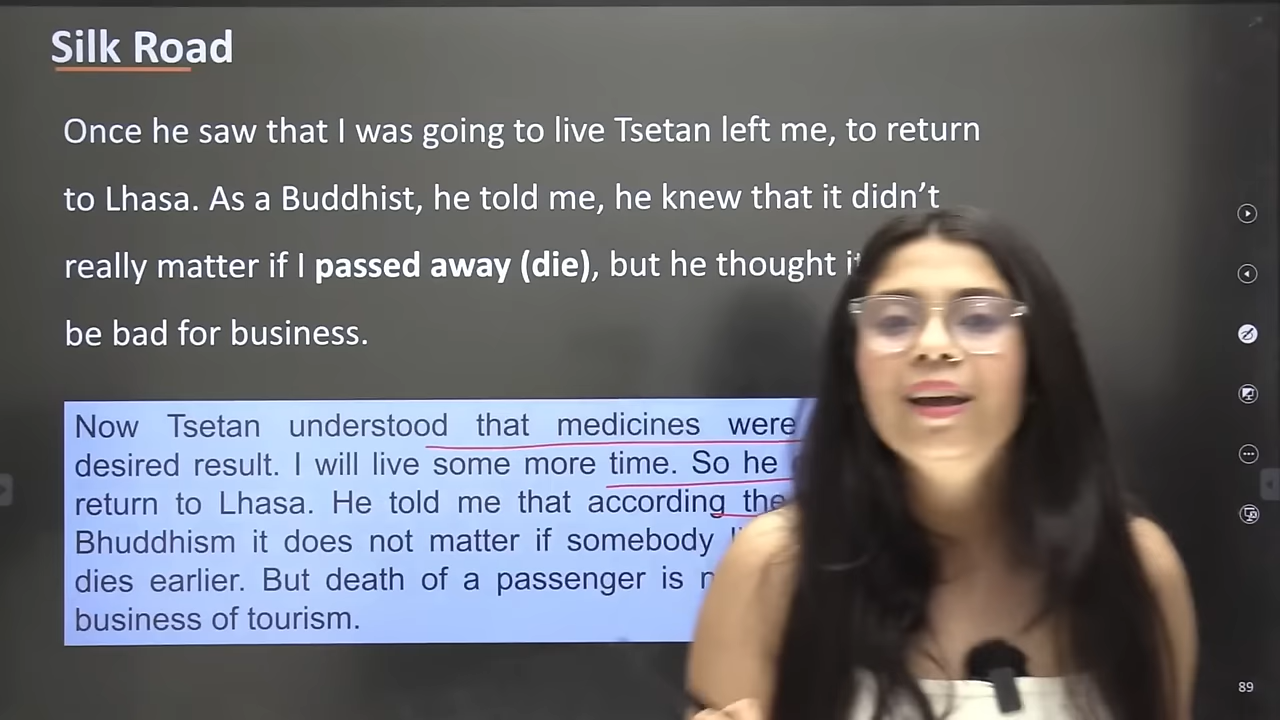 Silk Road
Once he saw that I was going to live Tsetan left me, to return
to Lhasa. As a Buddhist, he told me, he knew that it didn't
really matter if I passed away (die), but he thought
be bad for business.
Now Tsetan understood that medicines were
desired result. I will live some more time. So he
return to Lhasa. He told me that according the
Bhuddhism it does not matter if somebody
dies earlier. But death of a passenger is
business of tourism.
89